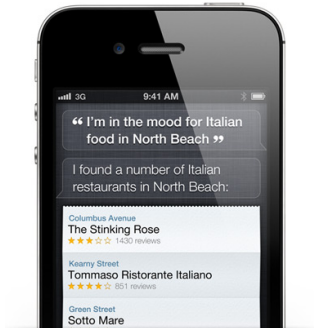 3G 9:41 AM
“ I'm in the mood for Italian
food in North Beach ”
I found a number of Italian
restaurants in North Beach:
Columbus Avenue
The Stinking Rose
1430 reviews
Kearny Street
Tommaso Ristorante Italiano
851 reviews
Green Street
Sotto Mare